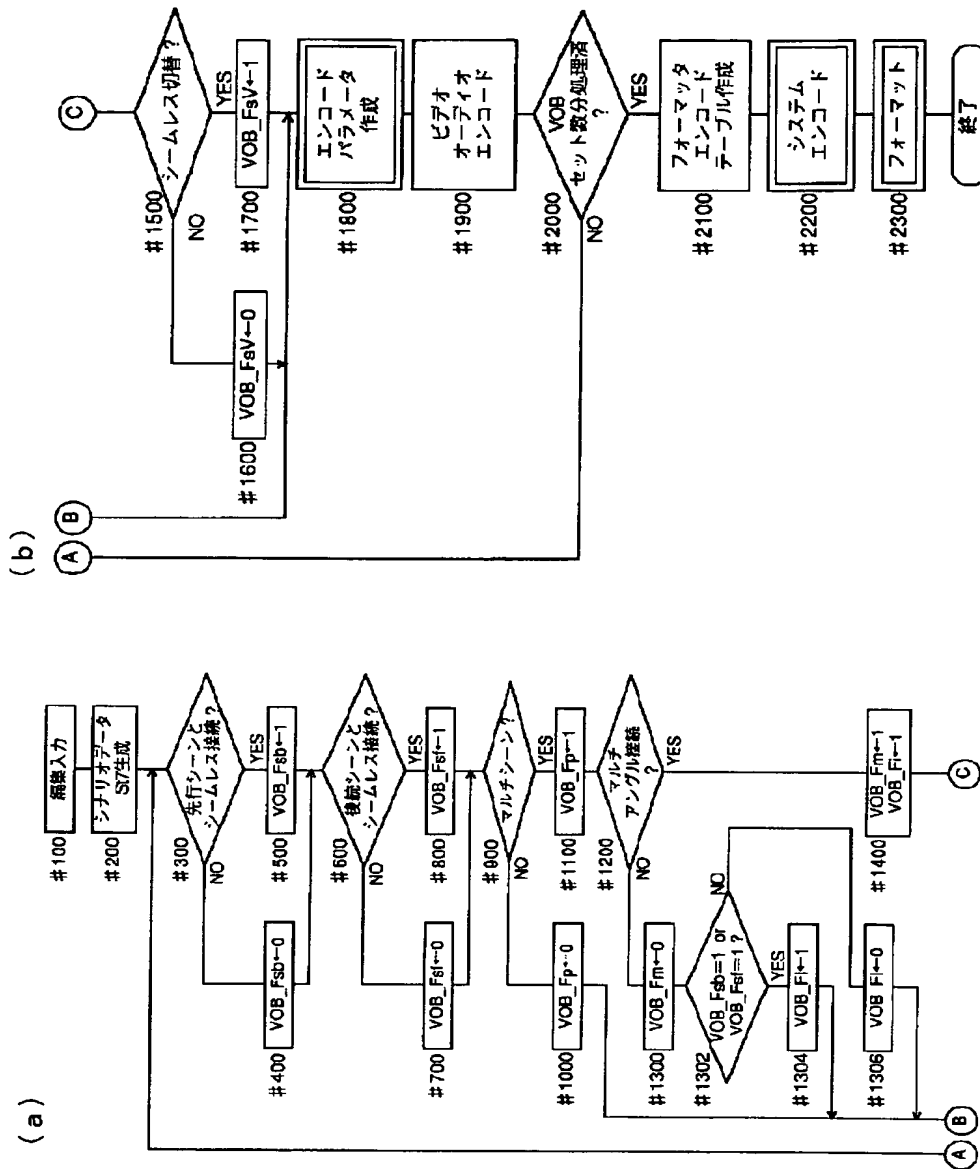 (a)
#100
編集入力
#200
シナリオデータ
St7生成
#300
先行シーンと
シームレス接続?
NO
YES
#400
VOB_Fsb←0
#500
VOB_Fsb←1
#600
後続シーンと
シームレス接続?
NO
YES
#700
VOB_Fsf←0
#800
VOB_Fsf←1
#900
マルチシーン?
NO
YES
#1000
VOB_Fp←0
#1100
VOB_Fp←1
#1200
マルチ
アングル接続
?
NO
YES
#1300
VOB_Fm←0
#1302
VOB_Fsb=1 or
VOB_Fsf=1 ?
NO
YES
#1304
VOB_Fi←1
#1306
VOB_Fi←0
#1400
VOB_Fm←1
VOB_Fi←1
A
B
C
(b)
A
B
C
#1500
シームレス切替?
NO
YES
#1600
VOB_FsV←0
#1700
VOB_FsV←1
#1800
エンコード
パラメータ
作成
#1900
ビデオ
オーディオ
エンコード
#2000
VOB
セット数分処理済
?
NO
YES
#2100
フォーマッタ
エンコード
テーブル作成
#2200
システム
エンコード
#2300
フォーマット
終了